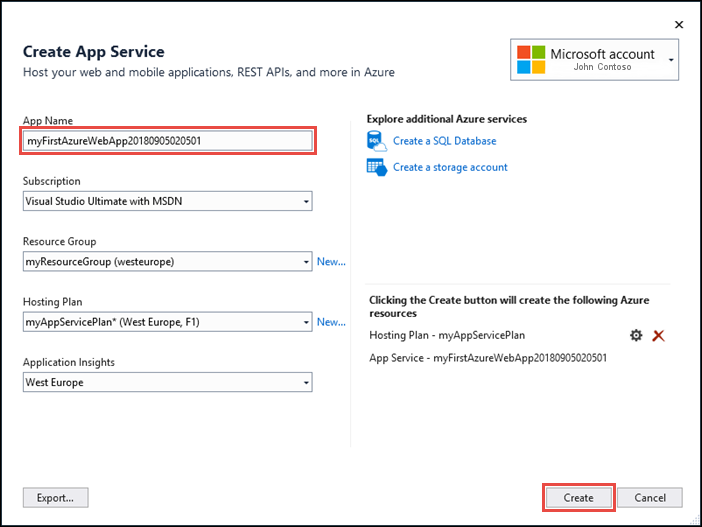 Create App Service
Host your web and mobile applications, REST APIs, and more in Azure
Microsoft account
John Contoso
App Name
myFirstAzureWebApp20180905020501
Subscription
Visual Studio Ultimate with MSDN
Resource Group
myResourceGroup (westeurope)
New...
Hosting Plan
myAppServicePlan* (West Europe, F1)
New...
Application Insights
West Europe
Explore additional Azure services
Create a SQL Database
Create a storage account
Clicking the Create button will create the following Azure
resources
Hosting Plan - myAppServicePlan
App Service - myFirstAzureWebApp20180905020501
Export...
Create
Cancel